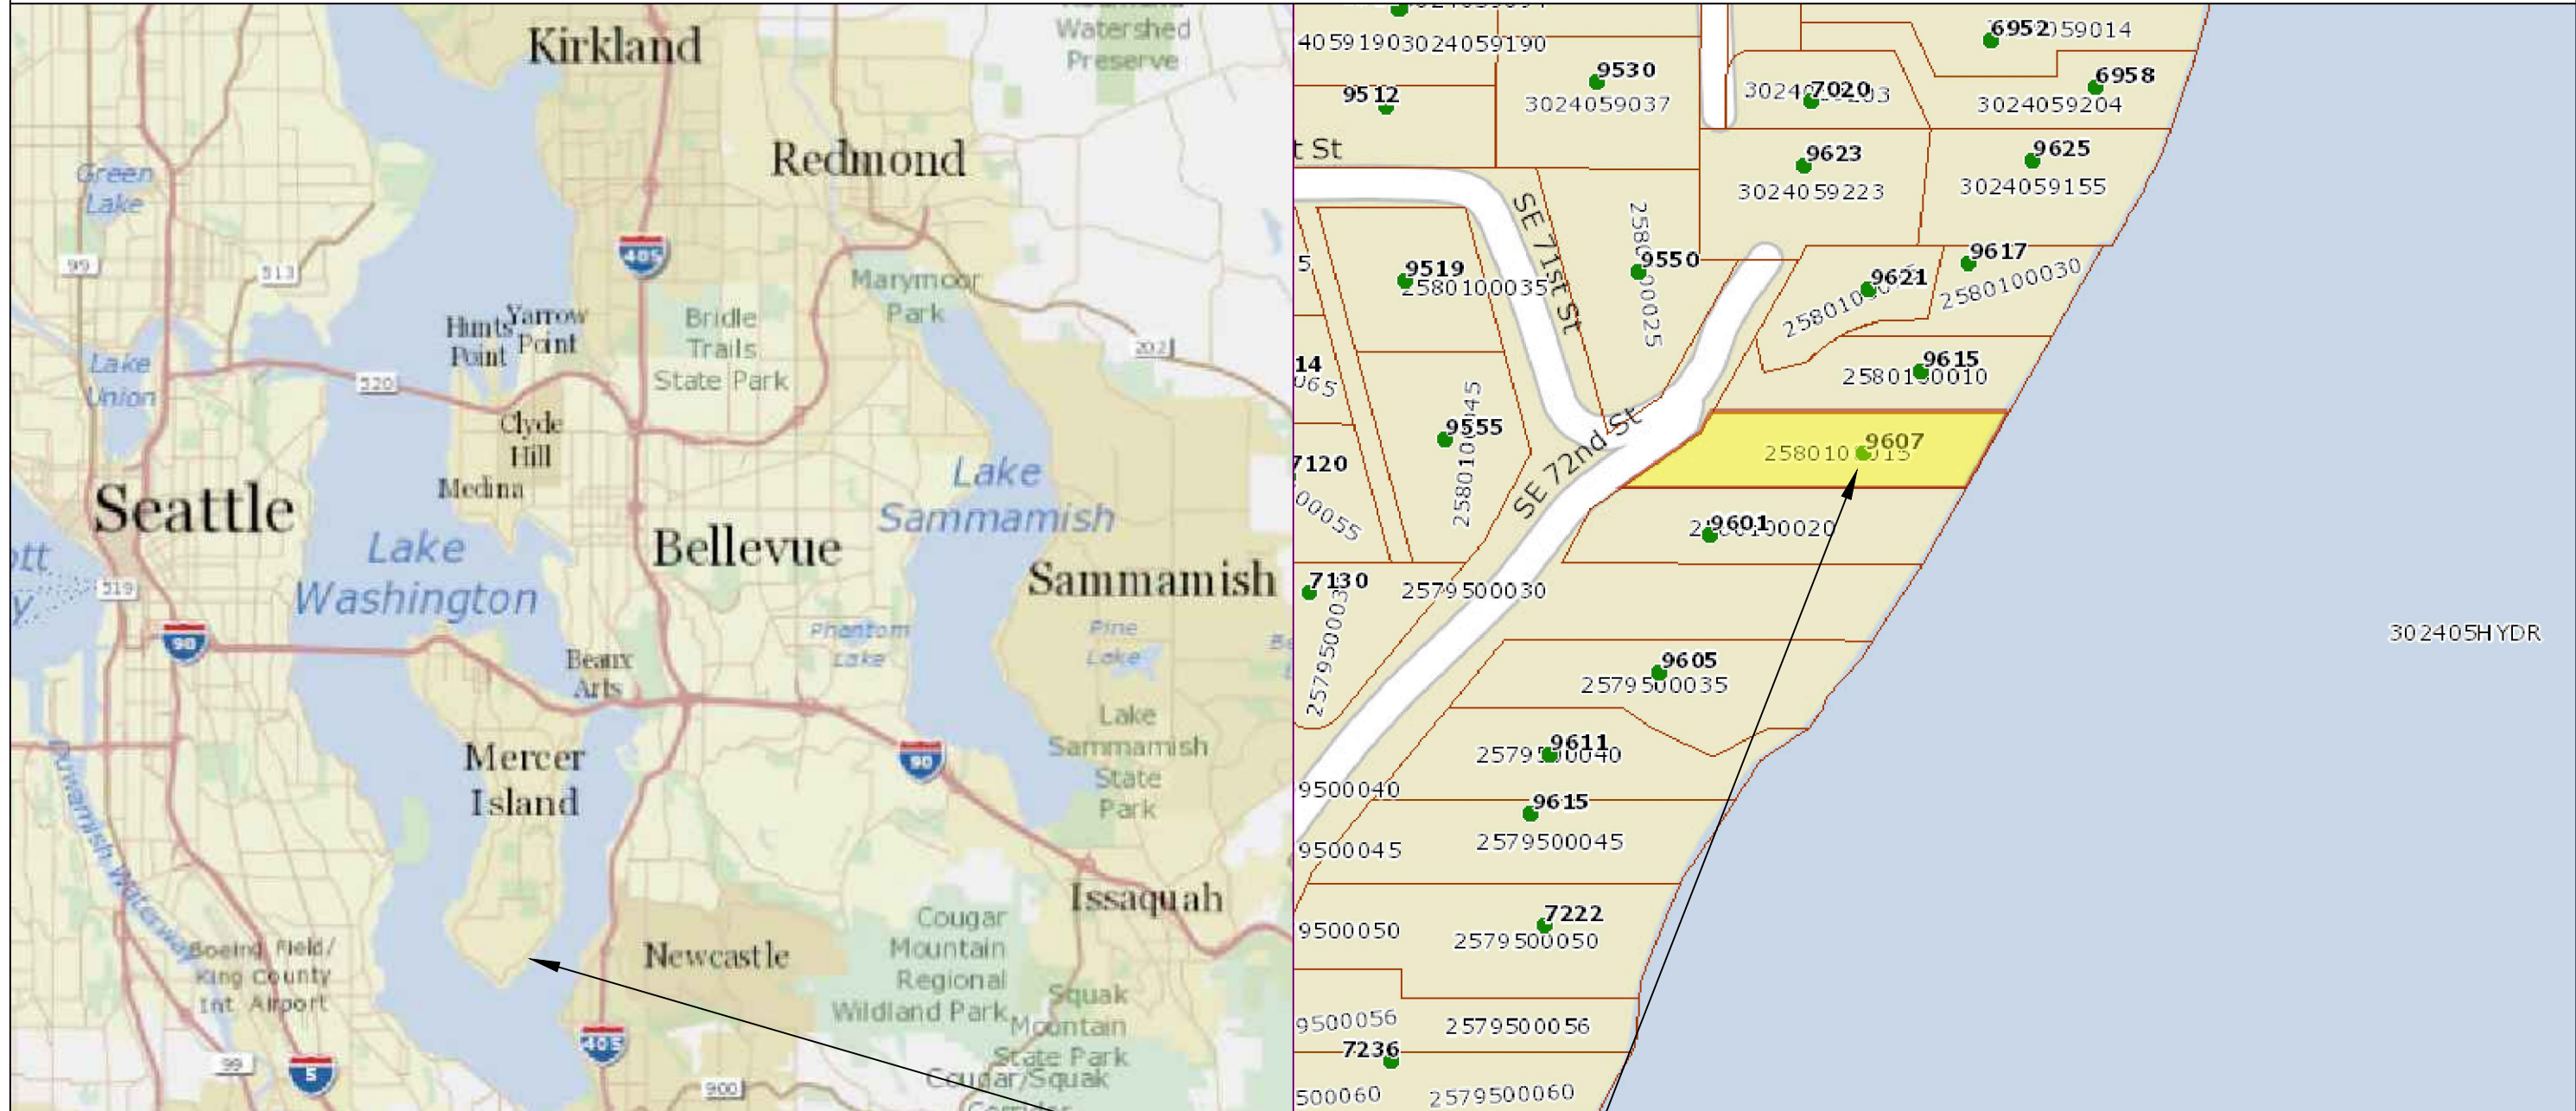 Watershed
Preserve
Kirkland
Redmond
Green
Lake
99
513
405
Marymoor
Park
Hunts
Point
Yarrow
Point
Bridle
Trails
State Park
202
Lake
Union
520
Clyde
Hill
Medina
Seattle
Lake
Washington
Bellevue
Lake
Sammamish
Sammamish
519
90
Beaux
Arts
Phantom
Lake
Pine
Lake
Lake
Sammamish
State
Park
Mercer
Island
90
Duwamish Waterway
Issaquah
Boeing Field/
King County
Int Airport
Newcastle
Cougar
Mountain
Regional
Wildland Park
Squak
Mountain
State Park
Cougar/Squak
Corridor
405
99
5
900
4059190
3024059190
6952
9530
3024059037
9512
7020
6958
3024059204
t St
9623
3024059223
9625
3024059155
SE 71st St
9550
9519
2580100035
9621
9617
2580100030
9615
14
065
9555
7120
00055
SE 72nd St
9607
9601
7130
2579500030
302405HYDR
9605
2579500035
9611
9500040
9615
2579500045
9500045
7222
2579500050
9500050
9500056
2579500056
7236
500060
2579500060